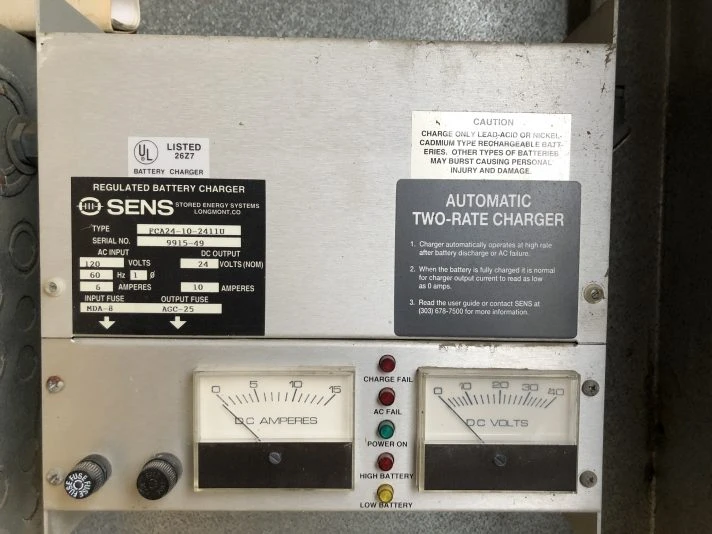 UL
LISTED
26Z7
BATTERY CHARGER
REGULATED BATTERY CHARGER
SENS STORED ENERGY SYSTEMS
LONGMONT, CO
TYPE FCA24-10-2411U
SERIAL NO. 9915-49
AC INPUT DC OUTPUT
120 VOLTS 24 VOLTS (NOM)
60 Hz 1 Ø
6 AMPERES 10 AMPERES
INPUT FUSE OUTPUT FUSE
MDA-8 AGC-25
CAUTION
CHARGE ONLY LEAD-ACID OR NICKEL-
CADMIUM TYPE RECHARGEABLE BATT-
ERIES. OTHER TYPES OF BATTERIES
MAY BURST CAUSING PERSONAL
INJURY AND DAMAGE.
AUTOMATIC
TWO-RATE CHARGER
1. Charger automatically operates at high rate
after battery discharge or AC failure.
2. When the battery is fully charged it is normal
for charger output current to read as low
as 0 amps.
3. Read the user guide or contact SENS at
(303) 678-7500 for more information.
0 5 10 15
DC AMPERES
CHARGE FAIL
AC FAIL
POWER ON
HIGH BATTERY
LOW BATTERY
0 10 20 30 40
DC VOLTS
FUSE FUSE